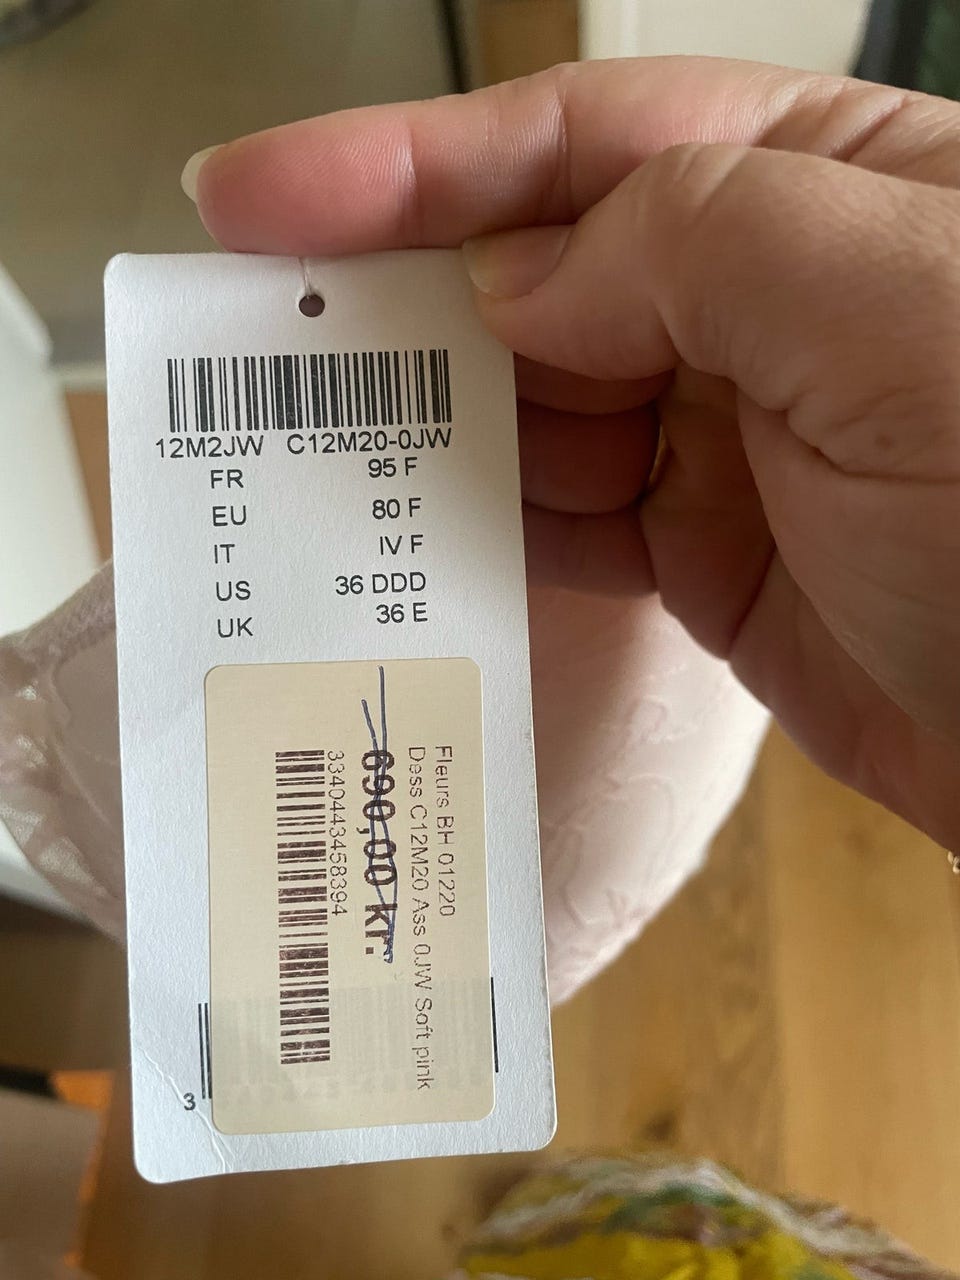 12M2JW C12M20-0JW
FR 95 F
EU 80 F
IT IV F
US 36 DDD
UK 36 E
Fleurs BH 01220
Dess C12M20 Ass 0JW Soft pink
690,00 kr.
3340443458394
3